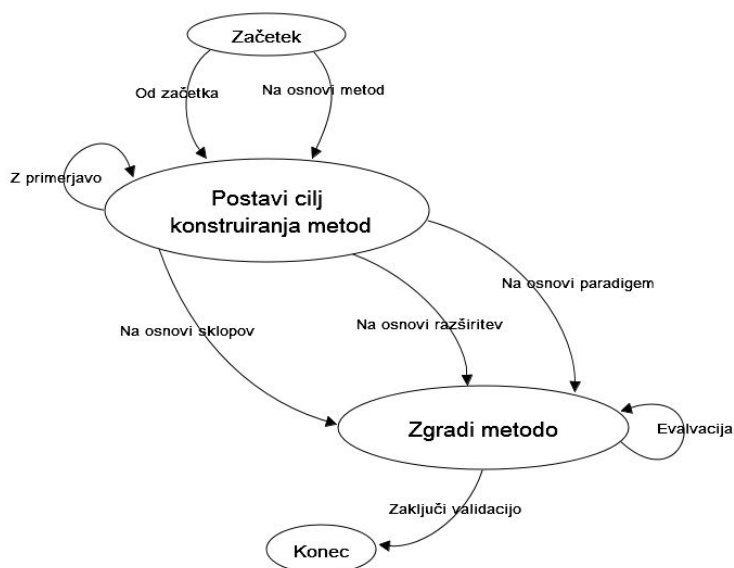 Začetek
Od začetka
Na osnovi metod
Z primerjavo
Postavi cilj
konstruiranja metod
Na osnovi paradigem
Na osnovi sklopov
Na osnovi razširitev
Zgradi metodo
Evalvacija
Zaključi validacijo
Konec